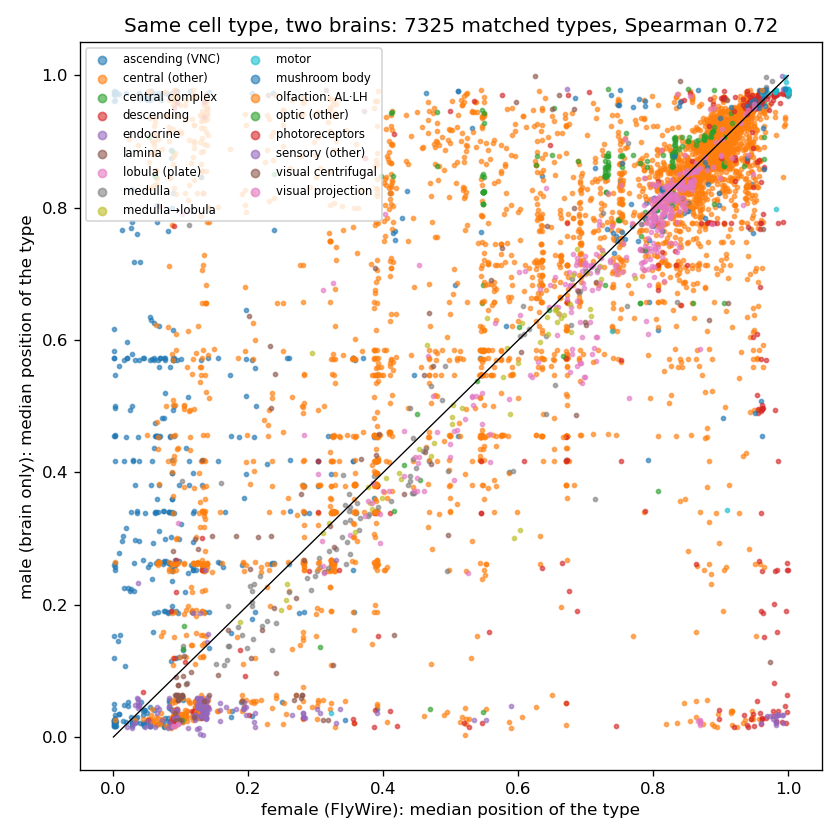 Same cell type, two brains: 7325 matched types, Spearman 0.72
ascending (VNC)
central (other)
central complex
descending
endocrine
lamina
lobula (plate)
medulla
medulla→lobula
motor
mushroom body
olfaction: AL·LH
optic (other)
photoreceptors
sensory (other)
visual centrifugal
visual projection
male (brain only): median position of the type
1.0
0.8
0.6
0.4
0.2
0.0
0.0 0.2 0.4 0.6 0.8 1.0
female (FlyWire): median position of the type